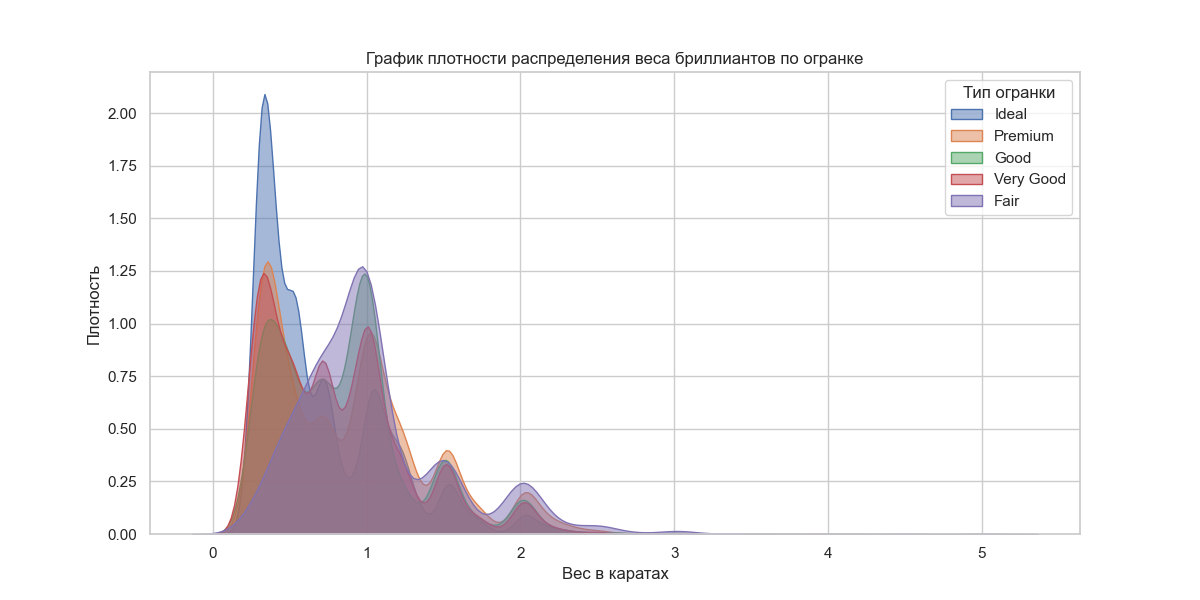 График плотности распределения веса бриллиантов по огранке
Тип огранки
Ideal
Premium
Good
Very Good
Fair
Плотность
2.00
1.75
1.50
1.25
1.00
0.75
0.50
0.25
0.00
0 1 2 3 4 5
Вес в каратах